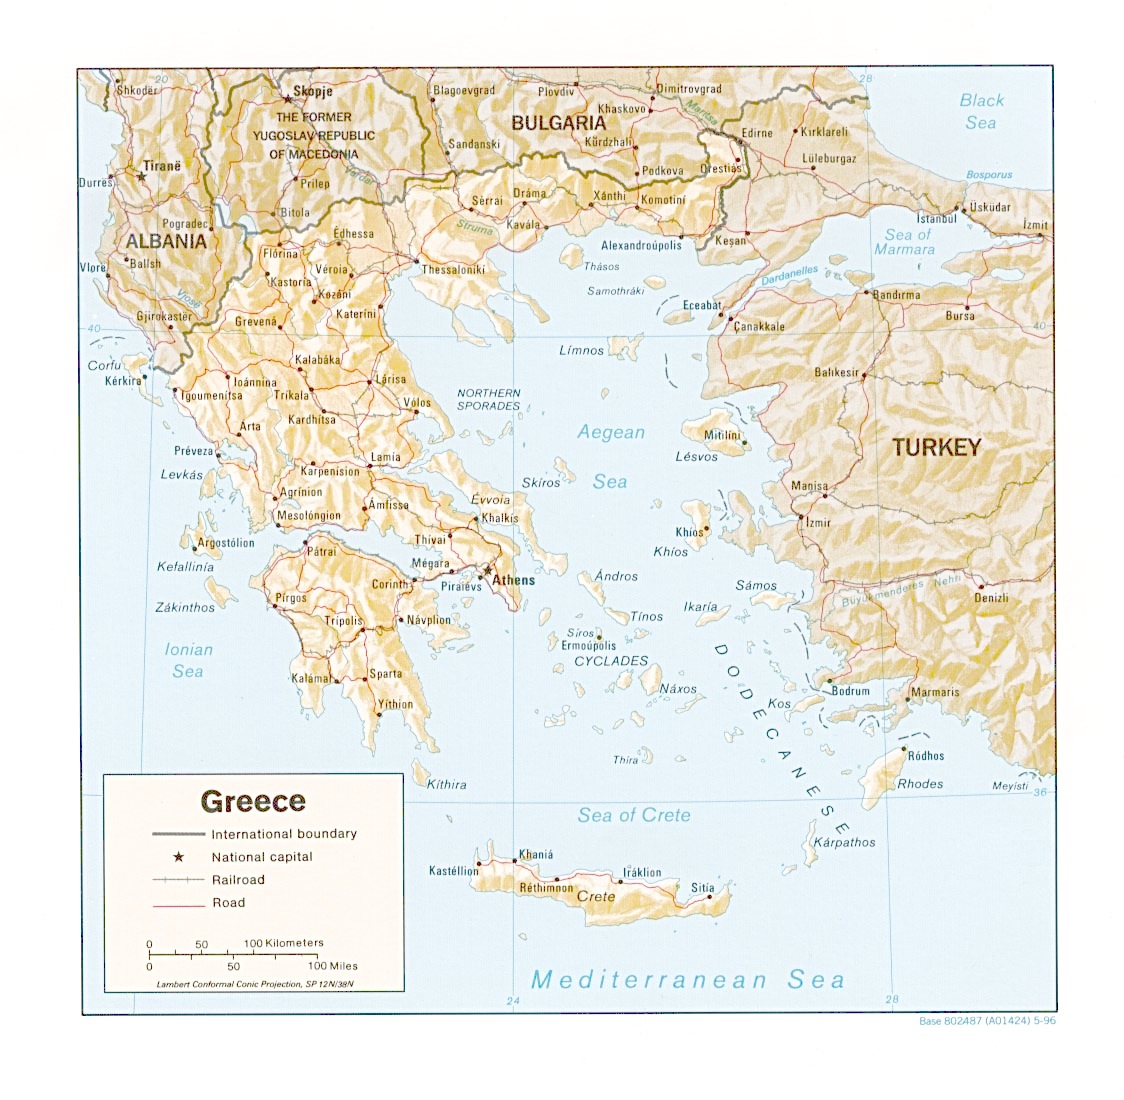 20
28
Shkodër
Skopje
Blagoevgrad
Plovdiv
Dimitrovgrad
Black
Sea
THE FORMER
YUGOSLAV REPUBLIC
OF MACEDONIA
BULGARIA
Khaskovo
Maritsa
Edirne
Kırklareli
Sandanski
Kŭrdzhali
Tiranë
Vardar
Podkova
Orestiás
Lüleburgaz
Durrës
Prilep
Bosporus
Bitola
Sérrai
Dráma
Xánthi
Komotiní
İstanbul
Üsküdar
Pogradec
ALBANIA
Édhessa
Struma
Kavála
Alexandroúpolis
Keşan
Sea of
Marmara
İzmit
Vlorë
Ballsh
Flórina
Véroia
Thessaloníki
Thásos
Dardanelles
Kastoría
Kozáni
Samothráki
Vjosë
Eceabat
Bandırma
Gjirokastër
Grevená
Kateríni
Çanakkale
Bursa
40
40
Corfu
Kérkira
Kalabáka
Límnos
Ioánnina
Igoumenítsa
Tríkala
Lárisa
NORTHERN
SPORADES
Balıkesir
Kardhítsa
Vólos
Arta
Aegean
Sea
Mitilíni
TURKEY
Préveza
Lamía
Lésvos
Levkás
Karpenísion
Skíros
Agrínion
Ámfissa
Évvoia
Manisa
Mesolóngion
Khalkís
İzmir
Argostólion
Thívai
Khíos
Khíos
Kefallinía
Pátrai
Mégara
Athens
Corinth
Piraiévs
Ándros
Sámos
Büyükmenderes Nehri
Denizli
Zákinthos
Pírgos
Ikaría
Trípolis
Návplion
Tínos
Síros
Ermoúpolis
CYCLADES
Ionian
Sea
Kalámai
Sparta
Náxos
DODECANESE
Bodrum
Marmaris
Yíthion
Kos
Thíra
Ródhos
Kíthira
Rhodes
Meyísti
36
Sea of Crete
Kárpathos
Kastéllion
Khaniá
Réthimnon
Iráklion
Sitía
Crete
Mediterranean Sea
24
28
Greece
International boundary
National capital
Railroad
Road
0 50 100 Kilometers
0 50 100 Miles
Lambert Conformal Conic Projection, SP 12N/38N
Base 802487 (A01424) 5-96